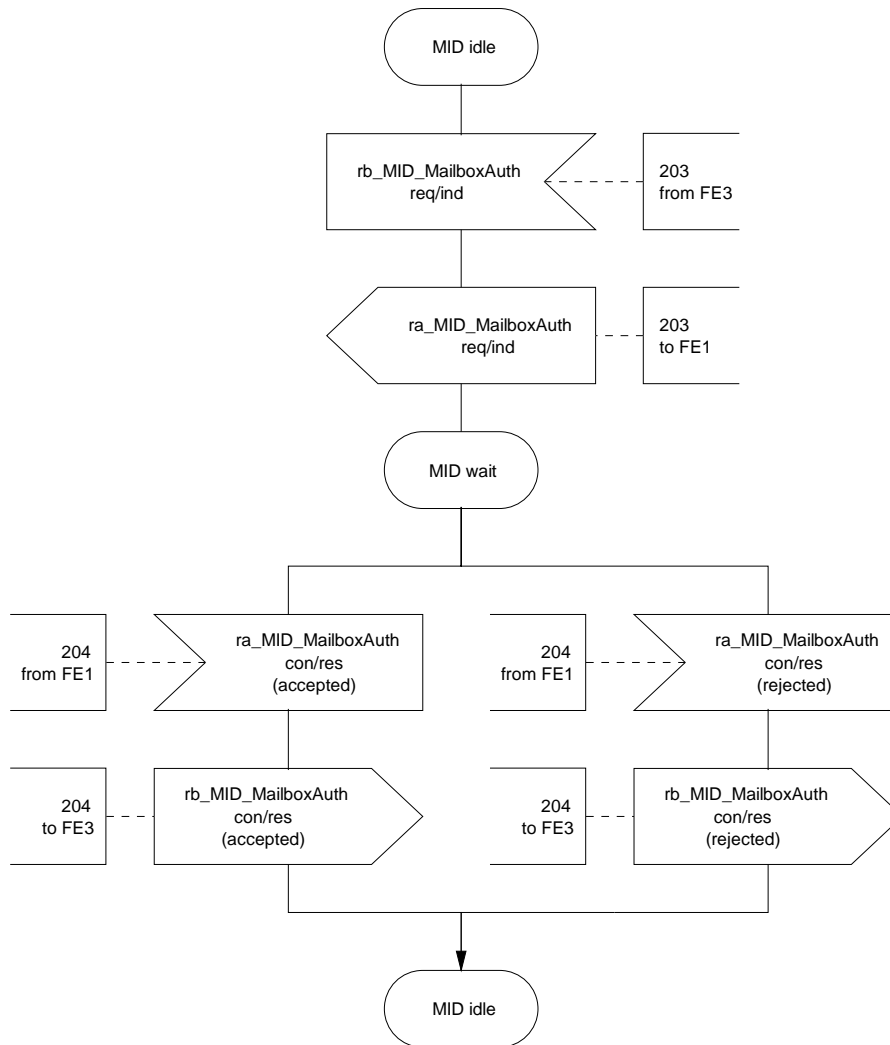 MID idle
rb_MID_MailboxAuth
req/ind
203
from FE3
ra_MID_MailboxAuth
req/ind
203
to FE1
MID wait
204
from FE1
ra_MID_MailboxAuth
con/res
(accepted)
204
from FE1
ra_MID_MailboxAuth
con/res
(rejected)
204
to FE3
rb_MID_MailboxAuth
con/res
(accepted)
204
to FE3
rb_MID_MailboxAuth
con/res
(rejected)
MID idle